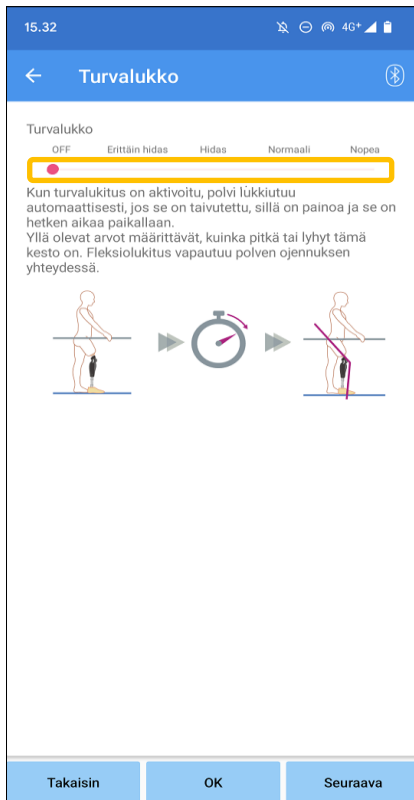 15.32 4G+
Turvalukko
Turvalukko
OFF Erittäin hidas Hidas Normaali Nopea
Kun turvalukitus on aktivoitu, polvi lukkiutuu
automaattisesti, jos se on taivutettu, sillä on painoa ja se on
hetken aikaa paikallaan.
Yllä olevat arvot määrittävät, kuinka pitkä tai lyhyt tämä
kesto on. Fleksiolukitus vapautuu polven ojennuksen
yhteydessä.
Takaisin OK Seuraava